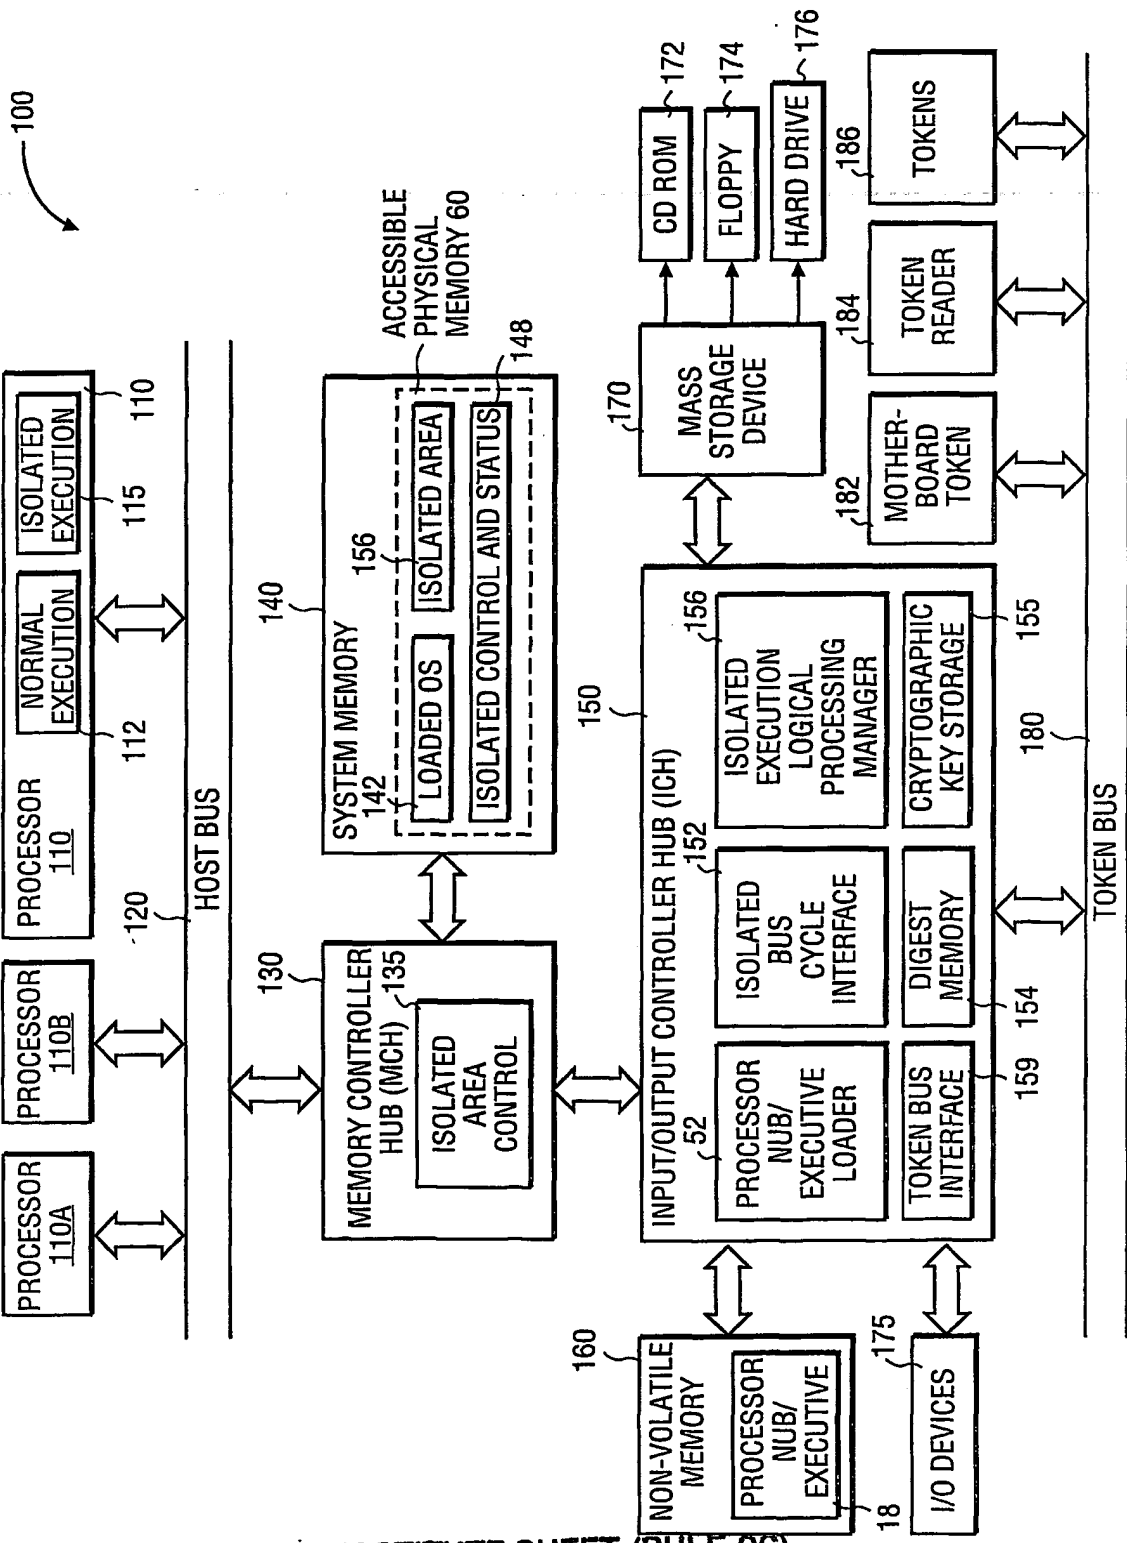 100
PROCESSOR
110A
PROCESSOR
110B
PROCESSOR
110
NORMAL
EXECUTION
112
ISOLATED
EXECUTION
115
110
120
HOST BUS
130
MEMORY CONTROLLER
HUB (MCH)
135
ISOLATED
AREA
CONTROL
140
SYSTEM MEMORY
142
LOADED OS
156
ISOLATED AREA
ISOLATED CONTROL AND STATUS
148
ACCESSIBLE
PHYSICAL
MEMORY 60
150
INPUT/OUTPUT CONTROLLER HUB (ICH)
52
PROCESSOR
NUB/
EXECUTIVE
LOADER
152
ISOLATED
BUS
CYCLE
INTERFACE
156
ISOLATED
EXECUTION
LOGICAL
PROCESSING
MANAGER
TOKEN BUS
INTERFACE
159
DIGEST
MEMORY
154
CRYPTOGRAPHIC
KEY STORAGE
155
160
NON-VOLATILE
MEMORY
PROCESSOR
NUB/
EXECUTIVE
18
175
I/O DEVICES
170
MASS
STORAGE
DEVICE
CD ROM
172
FLOPPY
174
HARD DRIVE
176
182
MOTHER-
BOARD
TOKEN
184
TOKEN
READER
186
TOKENS
180
TOKEN BUS